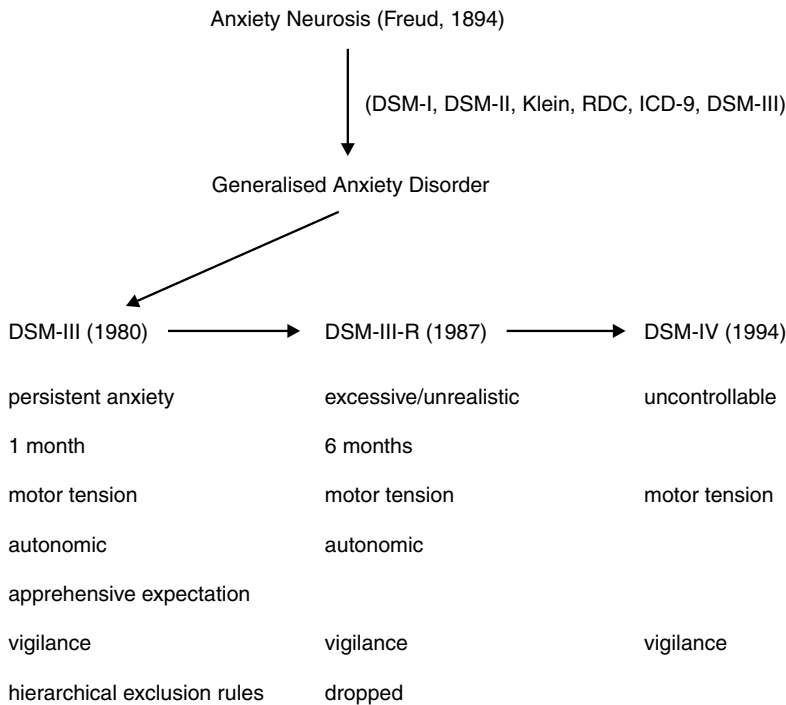 Anxiety Neurosis (Freud, 1894)
(DSM-I, DSM-II, Klein, RDC, ICD-9, DSM-III)
Generalised Anxiety Disorder
DSM-III (1980) DSM-III-R (1987) DSM-IV (1994)
persistent anxiety excessive/unrealistic uncontrollable
1 month 6 months
motor tension motor tension motor tension
autonomic autonomic
apprehensive expectation
vigilance vigilance vigilance
hierarchical exclusion rules dropped